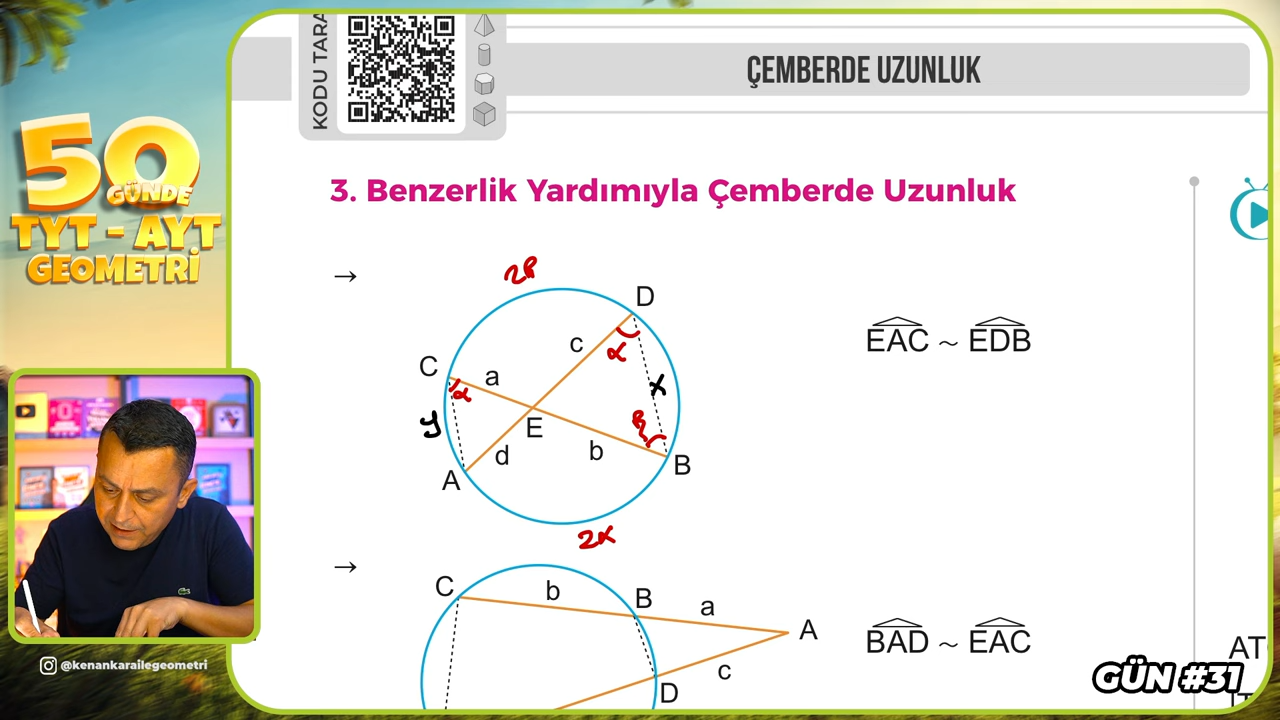 KODU TARA
ÇEMBERDE UZUNLUK
50
GÜNDE
TYT - AYT
GEOMETRİ
3. Benzerlik Yardımıyla Çemberde Uzunluk
→
2β
D
c
α
C
a
α
x
EAC ~ EDB
y
E
β
d
b
A
B
2α
→
C
b
B
a
A
BAD ~ EAC
c
D
AT
@kenankarailegeometri
GÜN #31